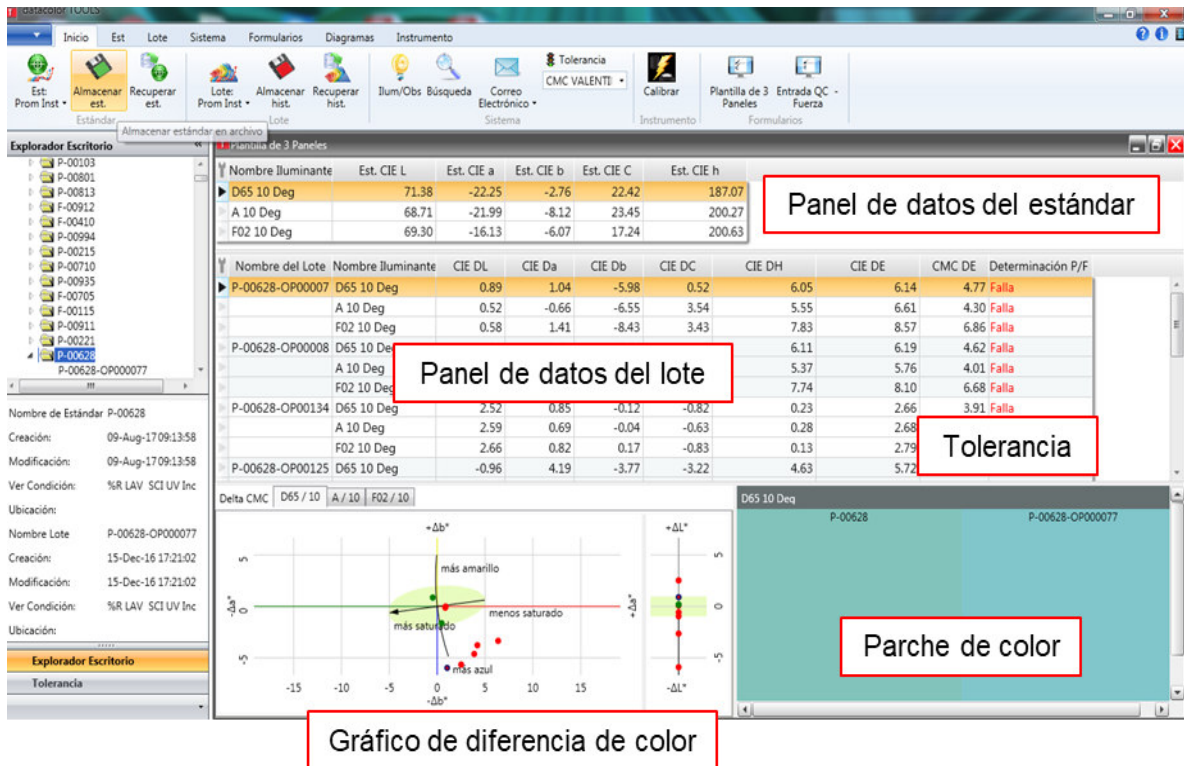 datacolor TOOLS
Inicio Est Lote Sistema Formularios Diagramas Instrumento
Tolerancia
CMC VALENTI
Est: Prom Inst
Almacenar est.
Recuperar est.
Lote: Prom Inst
Almacenar hist.
Recuperar hist.
Ilum/Obs
Búsqueda
Correo Electrónico
Calibrar
Plantilla de 3 Paneles
Entrada QC - Fuerza
Estándar Lote Sistema Instrumento Formularios
Almacenar estándar en archivo
Explorador Escritorio
Plantilla de 3 Paneles
P-00103
P-00801
P-00813
F-00912
F-00410
P-00994
P-00215
P-00710
P-00935
F-00705
F-00115
P-00911
P-00221
P-00628
P-00628-OP000077
Nombre de Estándar P-00628
Creación: 09-Aug-17 09:13:58
Modificación: 09-Aug-17 09:13:58
Ver Condición: %R LAV SCI UV Inc
Ubicación:
Nombre Lote P-00628-OP000077
Creación: 15-Dec-16 17:21:02
Modificación: 15-Dec-16 17:21:02
Ver Condición: %R LAV SCI UV Inc
Ubicación:
Explorador Escritorio
Tolerancia
Nombre Iluminante Est. CIE L Est. CIE a Est. CIE b Est. CIE C Est. CIE h
D65 10 Deg 71.38 -22.25 -2.76 22.42 187.07
A 10 Deg 68.71 -21.99 -8.12 23.45 200.27
F02 10 Deg 69.30 -16.13 -6.07 17.24 200.63
Panel de datos del estándar
Nombre del Lote Nombre Iluminante CIE DL CIE Da CIE Db CIE DC CIE DH CIE DE CMC DE Determinación P/F
P-00628-OP00007 D65 10 Deg 0.89 1.04 -5.98 0.52 6.05 6.14 4.77 Falla
A 10 Deg 0.52 -0.66 -6.55 3.54 5.55 6.61 4.30 Falla
F02 10 Deg 0.58 1.41 -8.43 3.43 7.83 8.57 6.86 Falla
P-00628-OP00008 D65 10 Deg 6.11 6.19 4.62 Falla
A 10 Deg 5.37 5.76 4.01 Falla
F02 10 Deg 7.74 8.10 6.68 Falla
Panel de datos del lote
P-00628-OP00134 D65 10 Deg 2.52 0.85 -0.12 -0.82 0.23 2.66 3.91 Falla
A 10 Deg 2.59 0.69 -0.04 -0.63 0.28 2.68
F02 10 Deg 2.66 0.82 0.17 -0.83 0.13 2.79
P-00628-OP00125 D65 10 Deg -0.96 4.19 -3.77 -3.22 4.63 5.72
Tolerancia
Delta CMC D65 / 10 A / 10 F02 / 10
+Δb*
+ΔL*
5
5
más amarillo
-Δa*
0
menos saturado
+Δa*
0
más saturado
-5
más azul
-5
-15 -10 -5 0 5 10 15
-Δb*
-ΔL*
Gráfico de diferencia de color
D65 10 Deg
P-00628 P-00628-OP000077
Parche de color